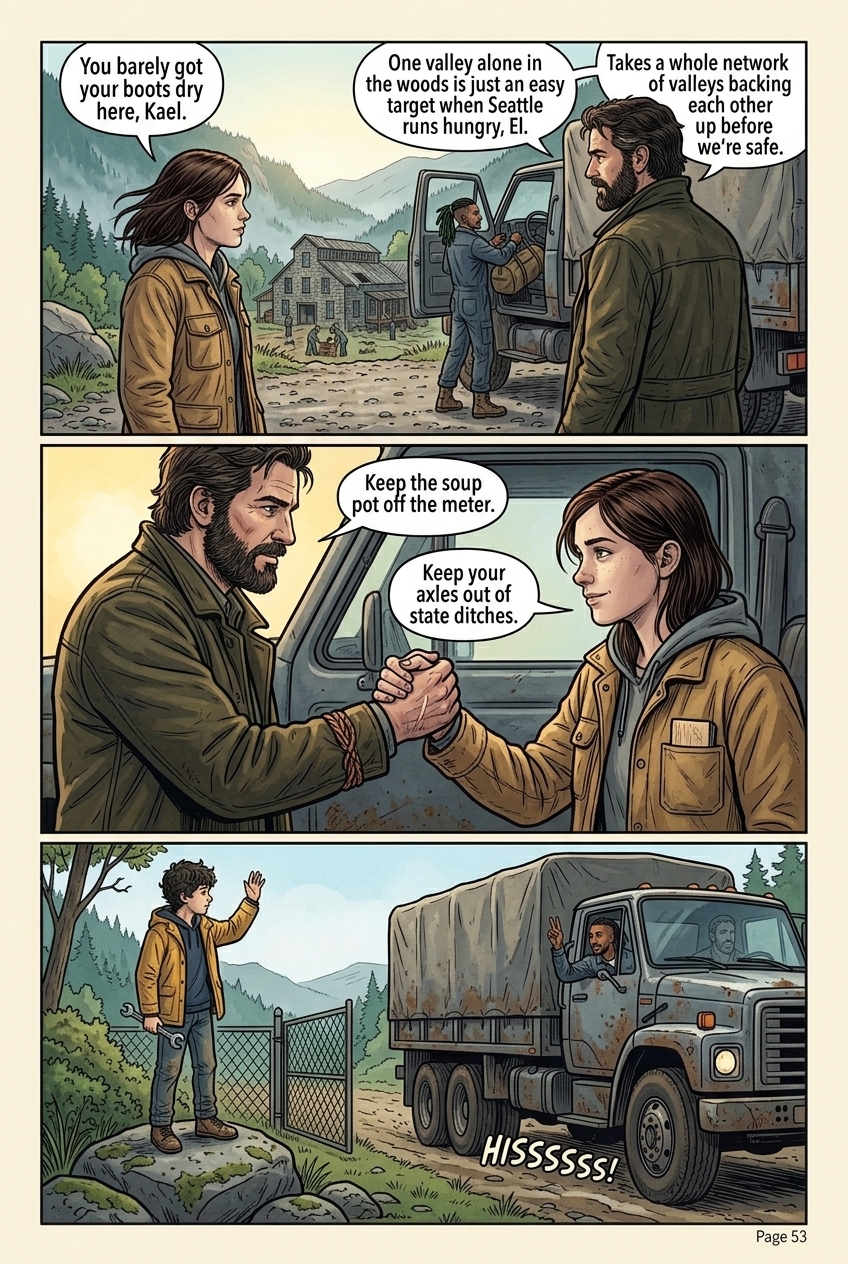 You barely got
your boots dry
here, Kael.
One valley alone in
the woods is just an easy
target when Seattle
runs hungry, El.
Takes a whole network
of valleys backing
each other
up before
we're safe.
Keep the soup
pot off the meter.
Keep your
axles out of
state ditches.
HISSSSSS!
Page 53